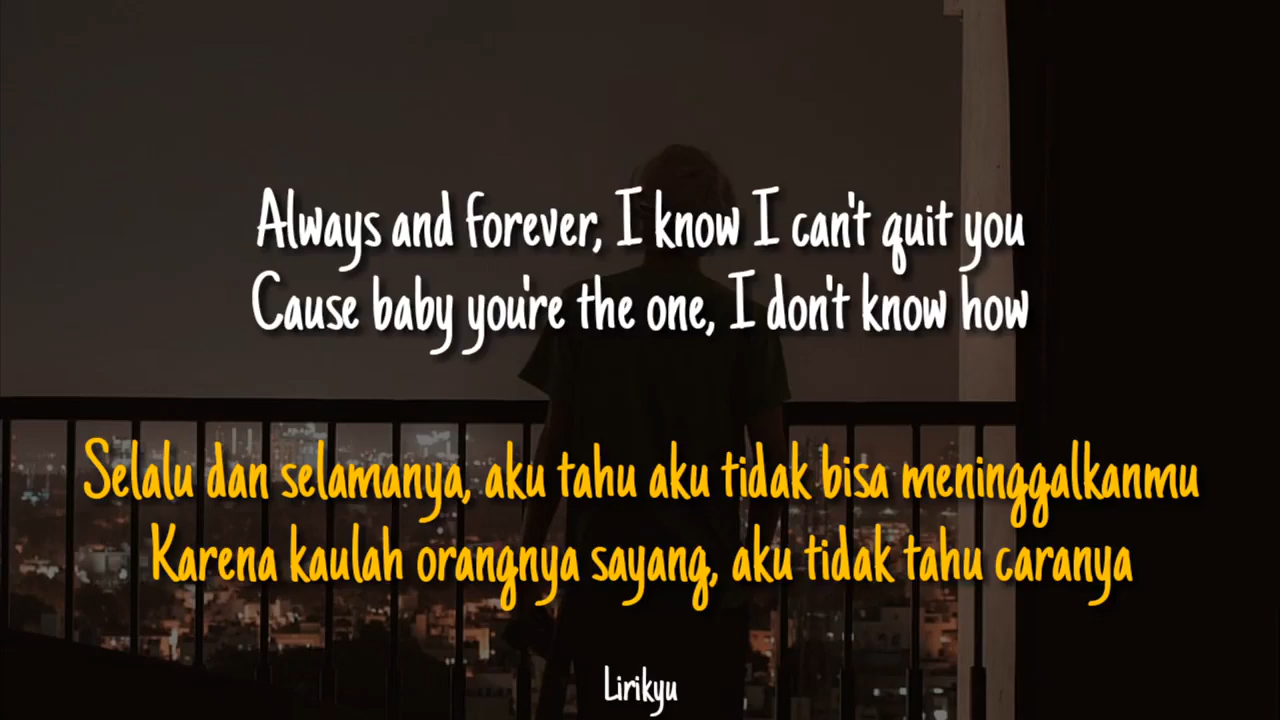 Always and forever, I know I can't quit you
Cause baby you're the one, I don't know how
Selalu dan selamanya, aku tahu aku tidak bisa meninggalkanmu
Karena kaulah orangnya sayang, aku tidak tahu caranya
Lirikyu